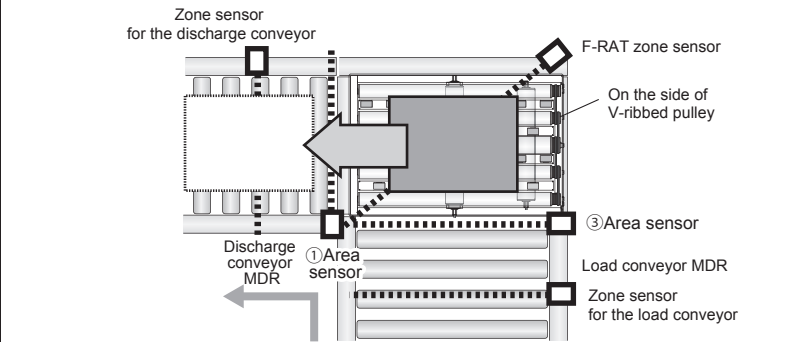 Zone sensor
for the discharge conveyor
F-RAT zone sensor
On the side of
V-ribbed pulley
③Area sensor
Discharge
conveyor
MDR
①Area
sensor
Load conveyor MDR
Zone sensor
for the load conveyor